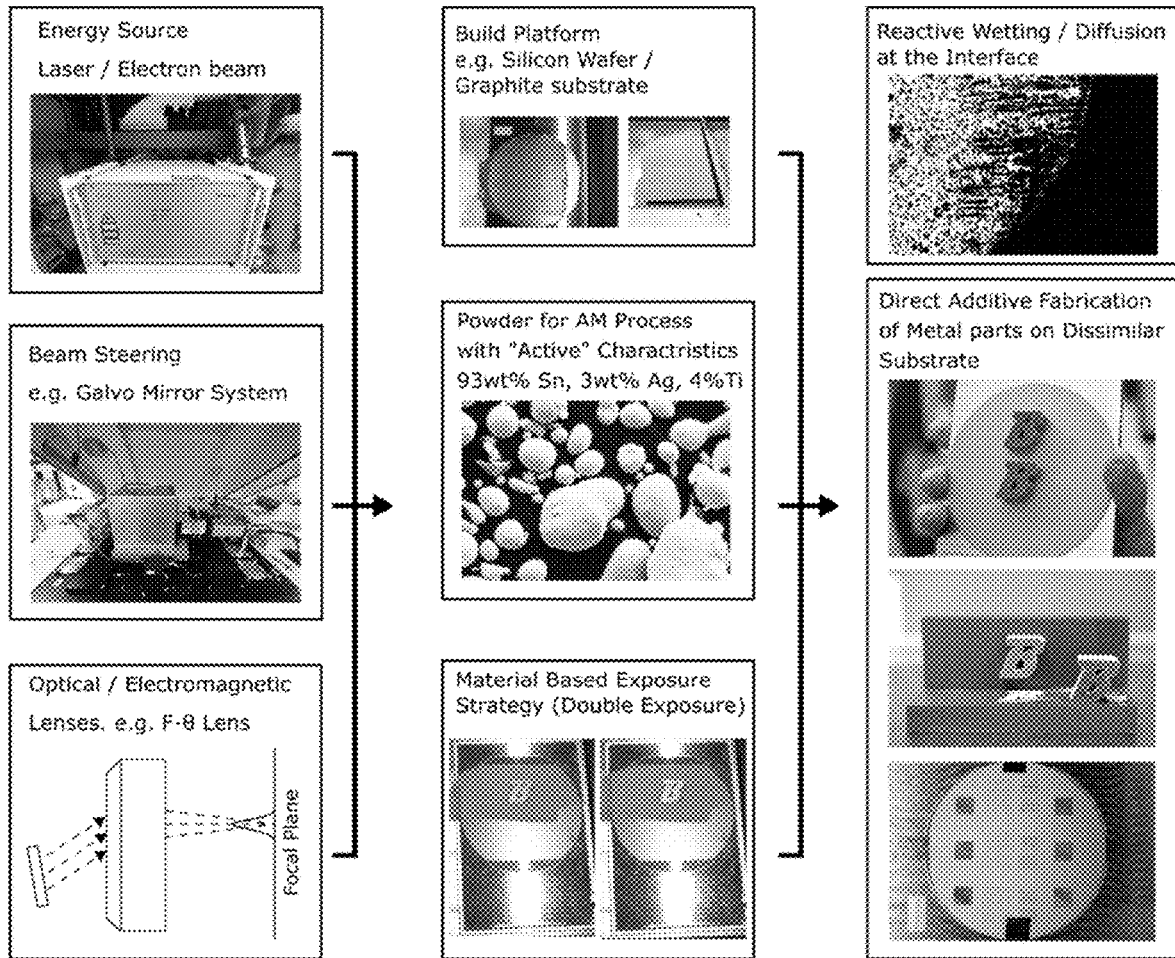 Energy Source
Laser / Electron beam
Beam Steering
e.g. Galvo Mirror System
Optical / Electromagnetic
Lenses. e.g. F-θ Lens
Focal Plane
Build Platform
e.g. Silicon Wafer /
Graphite substrate
Powder for AM Process
with "Active" Charactristics
93wt% Sn, 3wt% Ag, 4%Ti
Material Based Exposure
Strategy (Double Exposure)
Reactive Wetting / Diffusion
at the Interface
Direct Additive Fabrication
of Metal parts on Dissimilar
Substrate